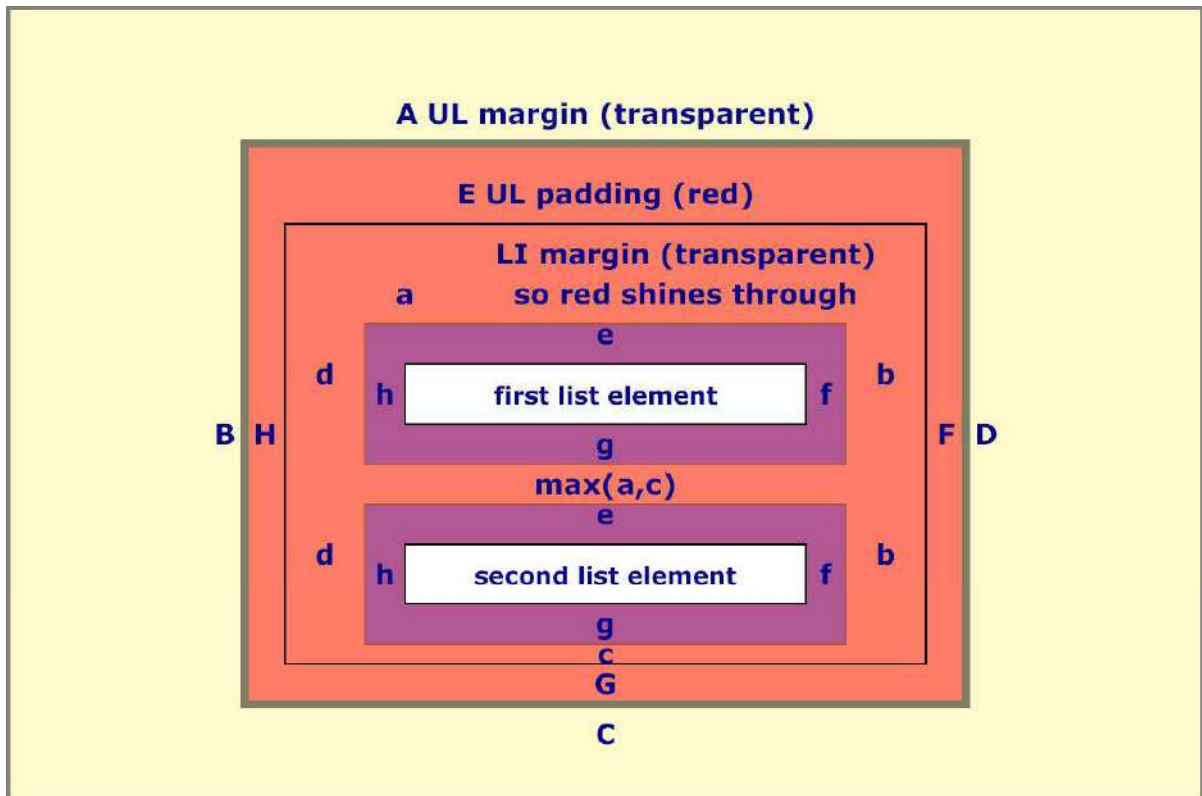 A UL margin (transparent)
E UL padding (red)
LI margin (transparent)
a so red shines through
e
d b
h first list element f
B H F D
g
max(a,c)
e
d b
h second list element f
g
c
G
C